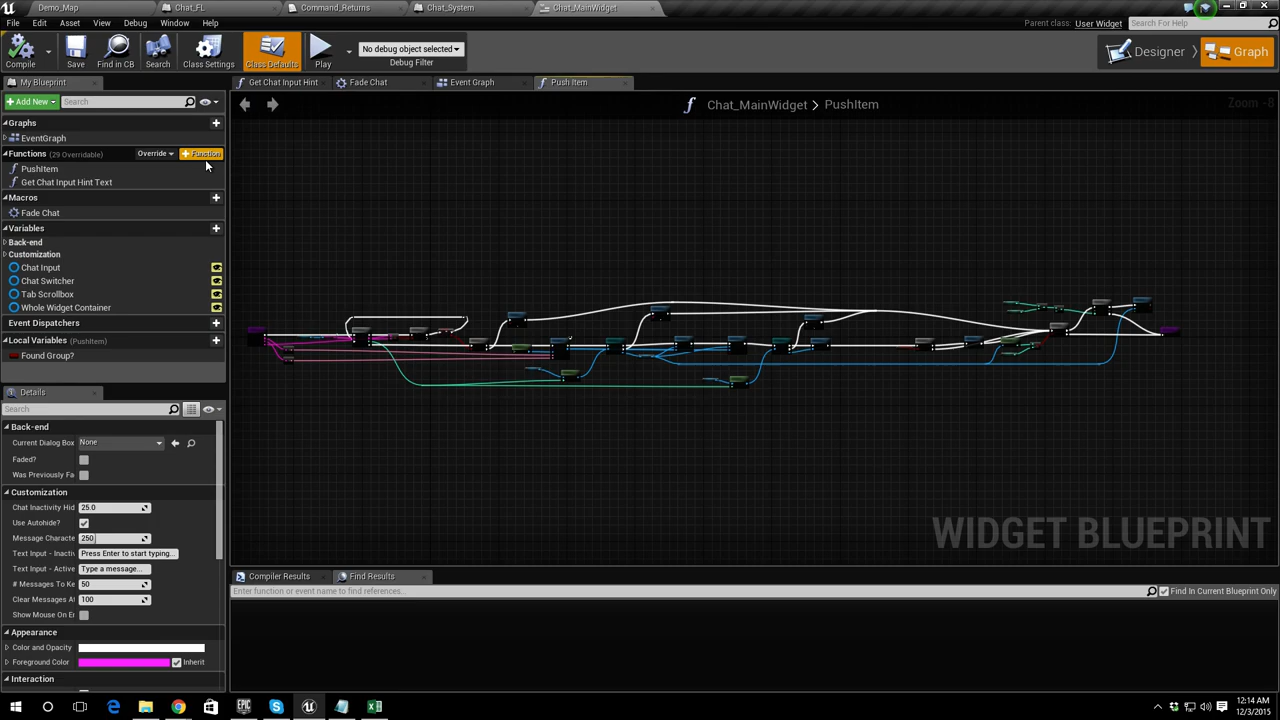 Demo_Map
Chat_FL
Command_Returns
Chat_System
Chat_MainWidget
File
Edit
Asset
View
Debug
Window
Help
Parent class: User Widget
Search For Help
Compile
Save
Find in CB
Search
Class Settings
Class Defaults
Play
No debug object selected
Debug Filter
Designer
Graph
My Blueprint
Get Chat Input Hint
Fade Chat
Event Graph
Push Item
Add New
Search
Chat_MainWidget > PushItem
Zoom -8
Graphs
EventGraph
Functions (29 Overridable)
Override
Function
PushItem
Get Chat Input Hint Text
Macros
Fade Chat
Variables
Back-end
Customization
Chat Input
Chat Switcher
Tab Scrollbox
Whole Widget Container
Event Dispatchers
Local Variables (PushItem)
Found Group?
Details
Search
Back-end
Current Dialog Box None
Faded?
Was Previously Fa
Customization
Chat Inactivity Hid 25.0
Use Autohide?
Message Characte 250
Text Input - Inacti Press Enter to start typing...
Text Input - Active Type a message...
# Messages To Ke 50
Clear Messages At 100
Show Mouse On En
Appearance
Color and Opacity
Foreground Color
Inherit
Interaction
WIDGET BLUEPRINT
Compiler Results
Find Results
Enter function or event name to find references...
Find In Current Blueprint Only
12:14 AM
12/3/2015